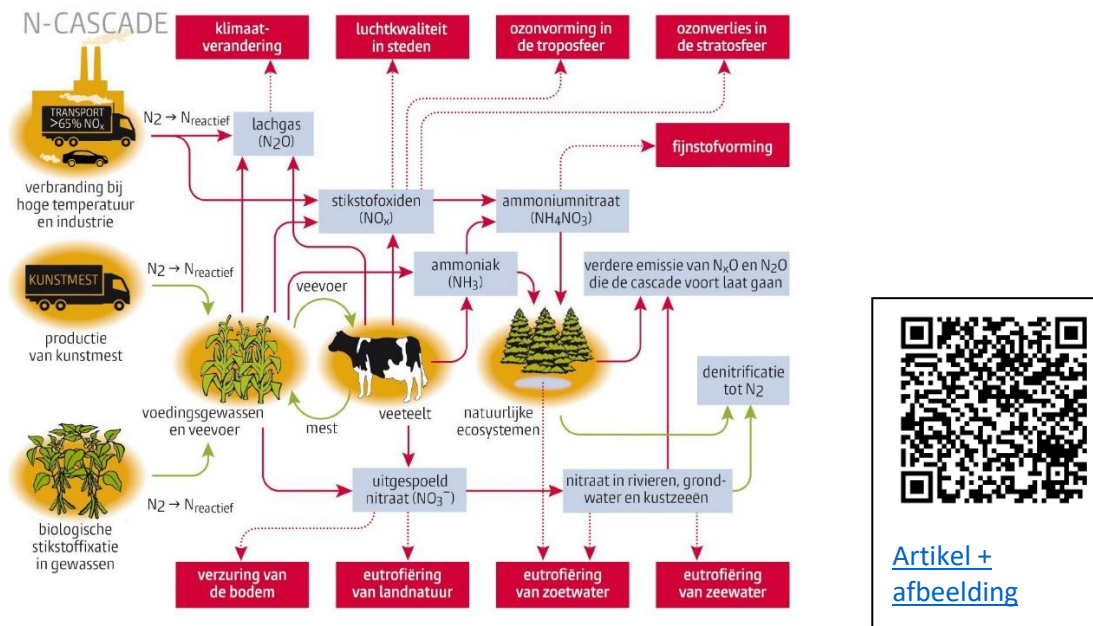 N-CASCADE
klimaat-
verandering
luchtkwaliteit
in steden
ozonvorming in
de troposfeer
ozonverlies in
de stratosfeer
TRANSPORT
>65% NOx
N2 → Nreactief
lachgas
(N2O)
fijnstofvorming
verbranding bij
hoge temperatuur
en industrie
stikstofoxiden
(NOx)
ammoniumnitraat
(NH4NO3)
KUNSTMEST
N2 → Nreactief
ammoniak
(NH3)
verdere emissie van NxO en N2O
die de cascade voort laat gaan
veevoer
productie
van kunstmest
denitrificatie
tot N2
voedingsgewassen
en veevoer
mest
veeteelt
natuurlijke
ecosystemen
uitgespoeld
nitraat (NO3⁻)
nitraat in rivieren, grond-
water en kustzeeën
N2 → Nreactief
biologische
stikstoffixatie
in gewassen
verzuring van
de bodem
eutrofiëring
van landnatuur
eutrofiëring
van zoetwater
eutrofiëring
van zeewater
Artikel +
afbeelding